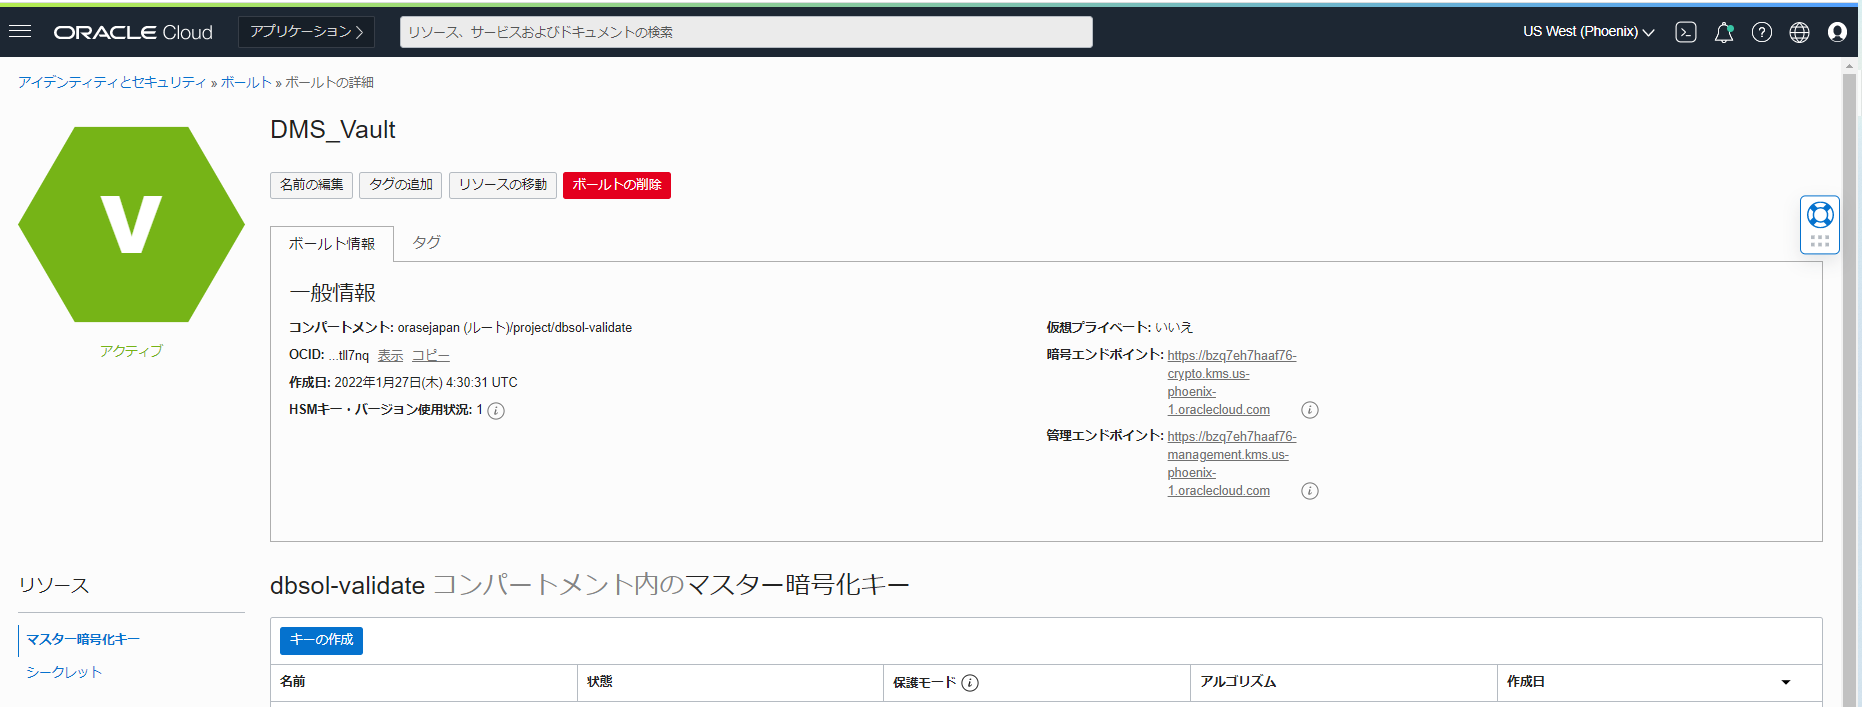 ORACLE Cloud
アプリケーション
リソース、サービスおよびドキュメントの検索
US West (Phoenix)
アイデンティティとセキュリティ » ボールト » ボールトの詳細
V
アクティブ
DMS_Vault
名前の編集
タグの追加
リソースの移動
ボールトの削除
ボールト情報
タグ
一般情報
コンパートメント: orasejapan (ルート)/project/dbsol-validate
OCID: ...tll7nq 表示 コピー
作成日: 2022年1月27日(木) 4:30:31 UTC
HSMキー・バージョン使用状況: 1
仮想プライベート: いいえ
暗号エンドポイント: https://bzq7eh7haaf76-
crypto.kms.us-
phoenix-
1.oraclecloud.com
管理エンドポイント: https://bzq7eh7haaf76-
management.kms.us-
phoenix-
1.oraclecloud.com
リソース
マスター暗号化キー
シークレット
dbsol-validate コンパートメント内のマスター暗号化キー
キーの作成
名前
状態
保護モード
アルゴリズム
作成日